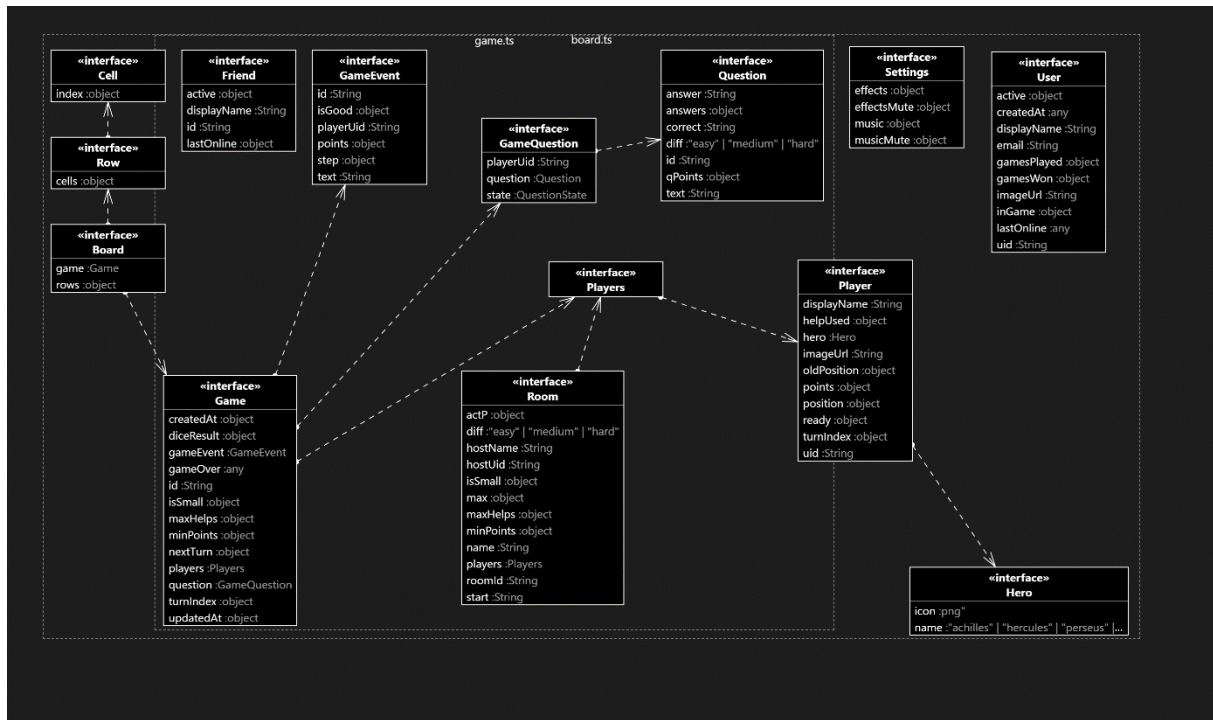 game.ts
board.ts
«interface»
Cell
index :object
«interface»
Row
cells :object
«interface»
Board
game :Game
rows :object
«interface»
Friend
active :object
displayName :String
id :String
lastOnline :object
«interface»
GameEvent
id :String
isGood :object
playerUid :String
points :object
step :object
text :String
«interface»
GameQuestion
playerUid :String
question :Question
state :QuestionState
«interface»
Question
answer :String
answers :object
correct :String
diff :"easy" | "medium" | "hard"
id :String
qPoints :object
text :String
«interface»
Settings
effects :object
effectsMute :object
music :object
musicMute :object
«interface»
User
active :object
createdAt :any
displayName :String
email :String
gamesPlayed :object
gamesWon :object
imageUrl :String
inGame :object
lastOnline :any
uid :String
«interface»
Players
«interface»
Player
displayName :String
helpUsed :object
hero :Hero
imageUrl :String
oldPosition :object
points :object
position :object
ready :object
turnIndex :object
uid :String
«interface»
Game
createdAt :object
diceResult :object
gameEvent :GameEvent
gameOver :any
id :String
isSmall :object
maxHelps :object
minPoints :object
nextTurn :object
players :Players
question :GameQuestion
turnIndex :object
updatedAt :object
«interface»
Room
actP :object
diff :"easy" | "medium" | "hard"
hostName :String
hostUid :String
isSmall :object
max :object
maxHelps :object
minPoints :object
name :String
players :Players
roomId :String
start :String
«interface»
Hero
icon :png"
name :"achilles" | "hercules" | "perseus" |...